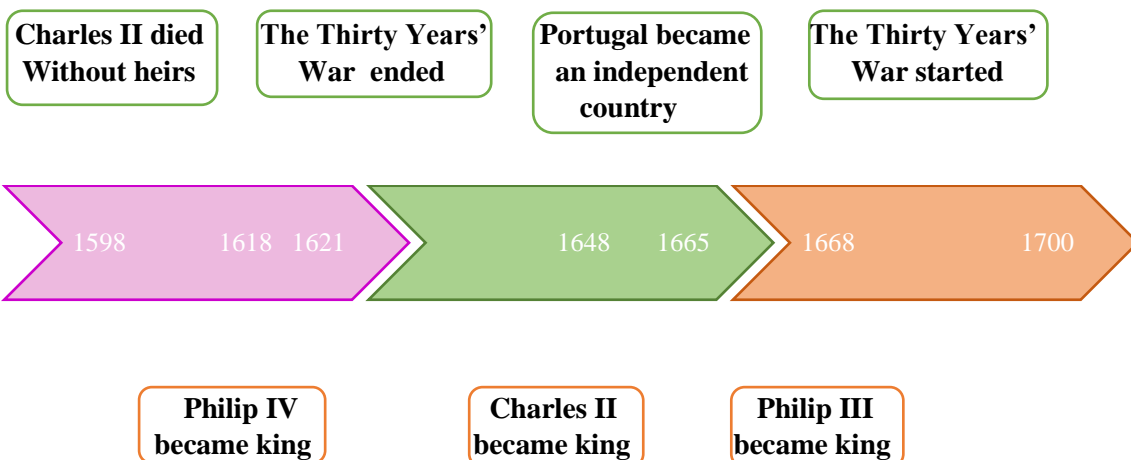 Charles II died
Without heirs
The Thirty Years’
War ended
Portugal became
an independent
country
The Thirty Years’
War started
1598 1618 1621 1648 1665 1668 1700
Philip IV
became king
Charles II
became king
Philip III
became king